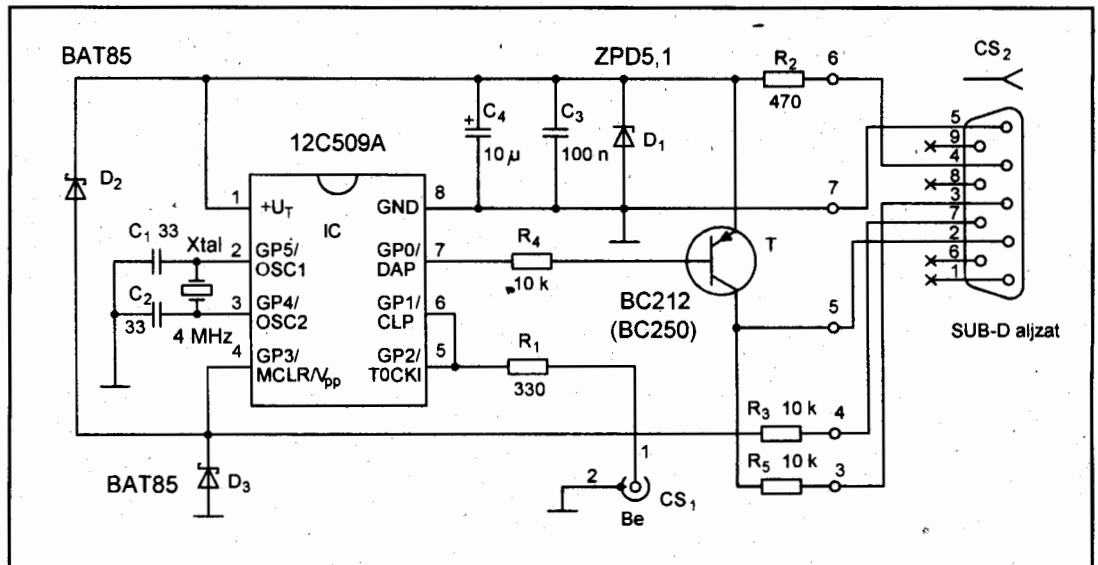 BAT85
ZPD5,1
R2
6
CS2
470
5
9
4
8
3
7
2
6
1
SUB-D aljzat
C4
+
10 µ
C3
100 n
D1
12C509A
D2
1
+UT
IC
GND
8
7
C1 33
Xtal
2
GP5/
OSC1
GP0/
DAP
7
R4
10 k
T
C2
33
3
GP4/
OSC2
GP1/
CLP
6
4 MHz
BC212
(BC250)
5
4
GP3/
MCLR/Vpp
GP2/
T0CKI
5
R1
330
R3 10 k
4
R5 10 k
3
BAT85
D3
1
2
CS1
Be